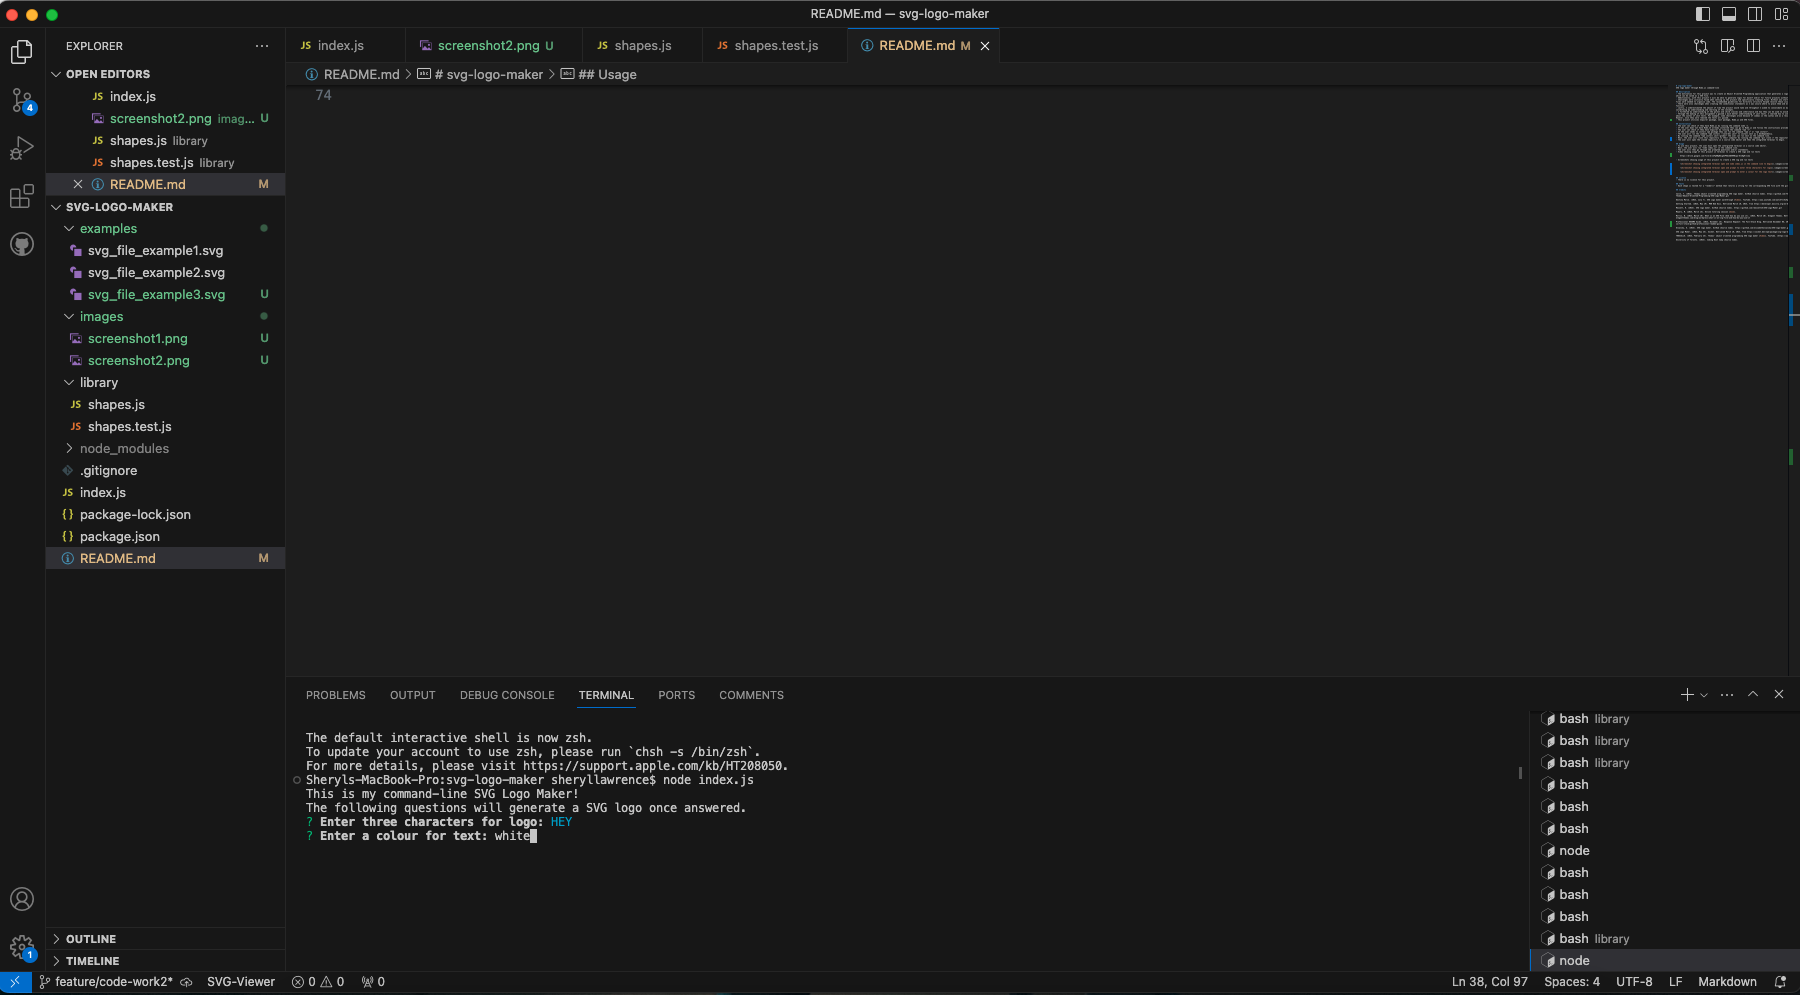 README.md — svg-logo-maker
EXPLORER
OPEN EDITORS
JS index.js
screenshot2.png imag... U
JS shapes.js library
JS shapes.test.js library
README.md M
SVG-LOGO-MAKER
examples
svg_file_example1.svg
svg_file_example2.svg
svg_file_example3.svg U
images
screenshot1.png U
screenshot2.png U
library
JS shapes.js
JS shapes.test.js
node_modules
.gitignore
JS index.js
{} package-lock.json
{} package.json
README.md M
OUTLINE
TIMELINE
4
1
JS index.js screenshot2.png U JS shapes.js JS shapes.test.js README.md M
README.md > # svg-logo-maker > ## Usage
74
PROBLEMS OUTPUT DEBUG CONSOLE TERMINAL PORTS COMMENTS
The default interactive shell is now zsh.
To update your account to use zsh, please run `chsh -s /bin/zsh`.
For more details, please visit https://support.apple.com/kb/HT208050.
Sheryls-MacBook-Pro:svg-logo-maker sheryllawrence$ node index.js
This is my command-line SVG Logo Maker!
The following questions will generate a SVG logo once answered.
? Enter three characters for logo: HEY
? Enter a colour for text: white
bash library
bash library
bash library
bash
bash
bash
node
bash
bash
bash
bash library
node
feature/code-work2* SVG-Viewer 0 0 0 Ln 38, Col 97 Spaces: 4 UTF-8 LF Markdown